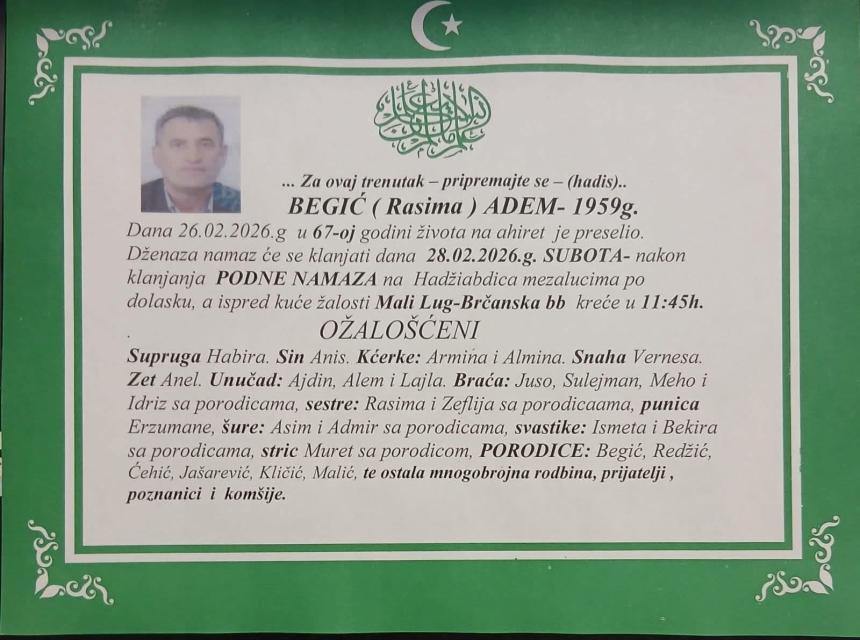 ... Za ovaj trenutak – pripremajte se – (hadis)..
BEGIĆ ( Rasima ) ADEM- 1959g.
Dana 26.02.2026.g u 67-oj godini života na ahiret je preselio.
Dženaza namaz će se klanjati dana 28.02.2026.g. SUBOTA- nakon
klanjanja PODNE NAMAZA na Hadžiabdica mezalucima po
dolasku, a ispred kuće žalosti Mali Lug-Brčanska bb kreće u 11:45h.
.
OŽALOŠĆENI
Supruga Habira. Sin Anis. Kćerke: Armina i Almina. Snaha Vernesa.
Zet Anel. Unučad: Ajdin, Alem i Lajla. Braća: Juso, Sulejman, Meho i
Idriz sa porodicama, sestre: Rasima i Zeflija sa porodicaama, punica
Erzumane, šure: Asim i Admir sa porodicama, svastike: Ismeta i Bekira
sa porodicama, stric Muret sa porodicom, PORODICE: Begić, Redžić,
Ćehić, Jašarević, Kličić, Malić, te ostala mnogobrojna rodbina, prijatelji ,
poznanici i komšije.